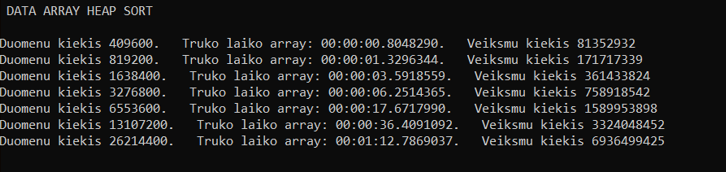 DATA ARRAY HEAP SORT
Duomenu kiekis 409600. Truko laiko array: 00:00:00.8048290. Veiksmu kiekis 81352932
Duomenu kiekis 819200. Truko laiko array: 00:00:01.3296344. Veiksmu kiekis 171717339
Duomenu kiekis 1638400. Truko laiko array: 00:00:03.5918559. Veiksmu kiekis 361433824
Duomenu kiekis 3276800. Truko laiko array: 00:00:06.2514365. Veiksmu kiekis 758918542
Duomenu kiekis 6553600. Truko laiko array: 00:00:17.6717990. Veiksmu kiekis 1589953898
Duomenu kiekis 13107200. Truko laiko array: 00:00:36.4091092. Veiksmu kiekis 3324048452
Duomenu kiekis 26214400. Truko laiko array: 00:01:12.7869037. Veiksmu kiekis 6936499425